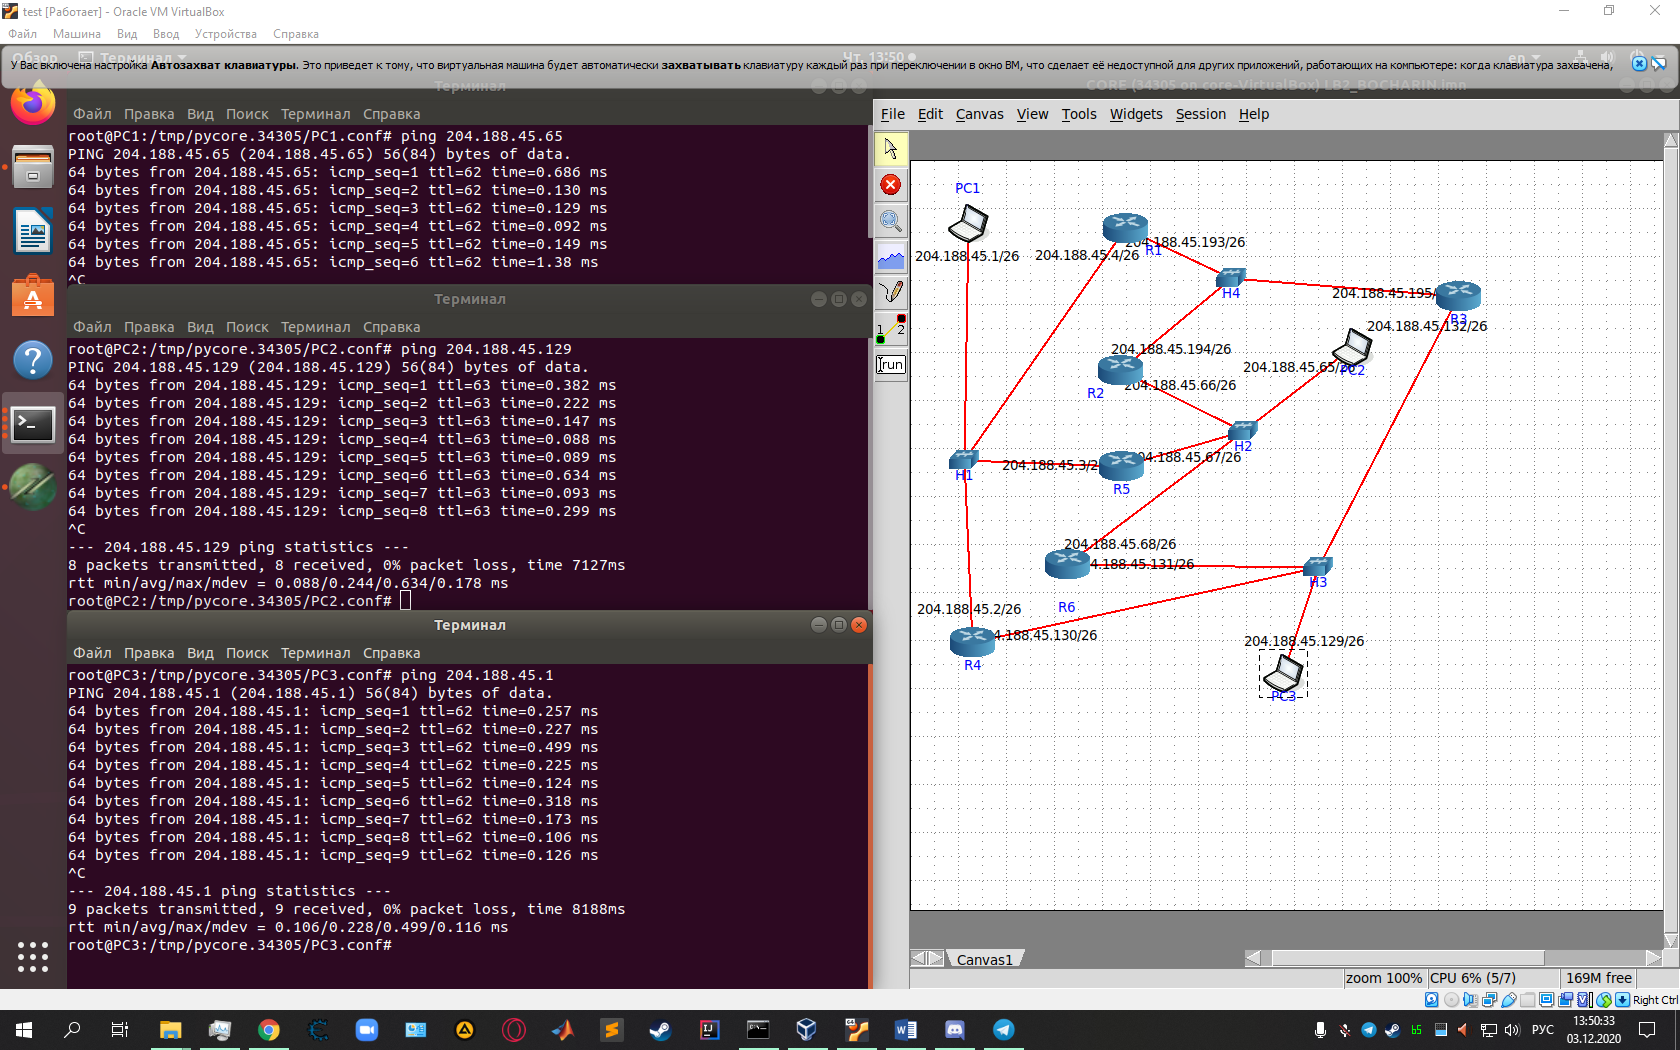 test [Работает] - Oracle VM VirtualBox
Файл Машина Вид Ввод Устройства Справка
Обзор Терминал Чт, 13:50 en
У Вас включена настройка Автозахват клавиатуры. Это приведет к тому, что виртуальная машина будет автоматически захватывать клавиатуру каждый раз при переключении в окно ВМ, что сделает её недоступной для других приложений, работающих на компьютере: когда клавиатура захвачена,
Терминал
Файл Правка Вид Поиск Терминал Справка
root@PC1:/tmp/pycore.34305/PC1.conf# ping 204.188.45.65
PING 204.188.45.65 (204.188.45.65) 56(84) bytes of data.
64 bytes from 204.188.45.65: icmp_seq=1 ttl=62 time=0.686 ms
64 bytes from 204.188.45.65: icmp_seq=2 ttl=62 time=0.130 ms
64 bytes from 204.188.45.65: icmp_seq=3 ttl=62 time=0.129 ms
64 bytes from 204.188.45.65: icmp_seq=4 ttl=62 time=0.092 ms
64 bytes from 204.188.45.65: icmp_seq=5 ttl=62 time=0.149 ms
64 bytes from 204.188.45.65: icmp_seq=6 ttl=62 time=1.38 ms
^C
Терминал
Файл Правка Вид Поиск Терминал Справка
root@PC2:/tmp/pycore.34305/PC2.conf# ping 204.188.45.129
PING 204.188.45.129 (204.188.45.129) 56(84) bytes of data.
64 bytes from 204.188.45.129: icmp_seq=1 ttl=63 time=0.382 ms
64 bytes from 204.188.45.129: icmp_seq=2 ttl=63 time=0.222 ms
64 bytes from 204.188.45.129: icmp_seq=3 ttl=63 time=0.147 ms
64 bytes from 204.188.45.129: icmp_seq=4 ttl=63 time=0.088 ms
64 bytes from 204.188.45.129: icmp_seq=5 ttl=63 time=0.089 ms
64 bytes from 204.188.45.129: icmp_seq=6 ttl=63 time=0.634 ms
64 bytes from 204.188.45.129: icmp_seq=7 ttl=63 time=0.093 ms
64 bytes from 204.188.45.129: icmp_seq=8 ttl=63 time=0.299 ms
^C
--- 204.188.45.129 ping statistics ---
8 packets transmitted, 8 received, 0% packet loss, time 7127ms
rtt min/avg/max/mdev = 0.088/0.244/0.634/0.178 ms
root@PC2:/tmp/pycore.34305/PC2.conf#
Терминал
Файл Правка Вид Поиск Терминал Справка
root@PC3:/tmp/pycore.34305/PC3.conf# ping 204.188.45.1
PING 204.188.45.1 (204.188.45.1) 56(84) bytes of data.
64 bytes from 204.188.45.1: icmp_seq=1 ttl=62 time=0.257 ms
64 bytes from 204.188.45.1: icmp_seq=2 ttl=62 time=0.227 ms
64 bytes from 204.188.45.1: icmp_seq=3 ttl=62 time=0.499 ms
64 bytes from 204.188.45.1: icmp_seq=4 ttl=62 time=0.225 ms
64 bytes from 204.188.45.1: icmp_seq=5 ttl=62 time=0.124 ms
64 bytes from 204.188.45.1: icmp_seq=6 ttl=62 time=0.318 ms
64 bytes from 204.188.45.1: icmp_seq=7 ttl=62 time=0.173 ms
64 bytes from 204.188.45.1: icmp_seq=8 ttl=62 time=0.106 ms
64 bytes from 204.188.45.1: icmp_seq=9 ttl=62 time=0.126 ms
^C
--- 204.188.45.1 ping statistics ---
9 packets transmitted, 9 received, 0% packet loss, time 8188ms
rtt min/avg/max/mdev = 0.106/0.228/0.499/0.116 ms
root@PC3:/tmp/pycore.34305/PC3.conf#
CORE (34305 on core-VirtualBox) LB2_BOCHARIN.imn
File Edit Canvas View Tools Widgets Session Help
1 2
run
PC1
204.188.45.1/26
204.188.45.4/26
204.188.45.193/26
R1
H4
204.188.45.195/
R3
204.188.45.132/26
204.188.45.194/26
204.188.45.65/26
PC2
R2
204.188.45.66/26
H2
204.188.45.67/26
H1
204.188.45.3/2
R5
204.188.45.68/26
4.188.45.131/26
R6
H3
204.188.45.2/26
4.188.45.130/26
R4
204.188.45.129/26
PC3
Canvas1
zoom 100% CPU 6% (5/7) 169M free
Right Ctrl
РУС
13:50:33
03.12.2020